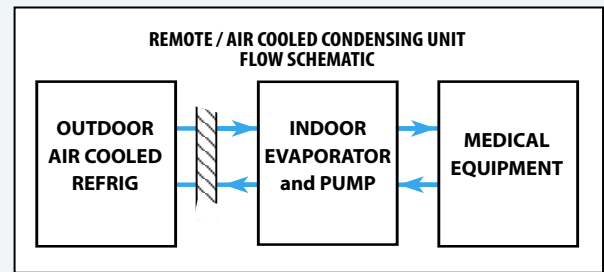 REMOTE / AIR COOLED CONDENSING UNIT
FLOW SCHEMATIC
OUTDOOR
AIR COOLED
REFRIG
INDOOR
EVAPORATOR
and PUMP
MEDICAL
EQUIPMENT